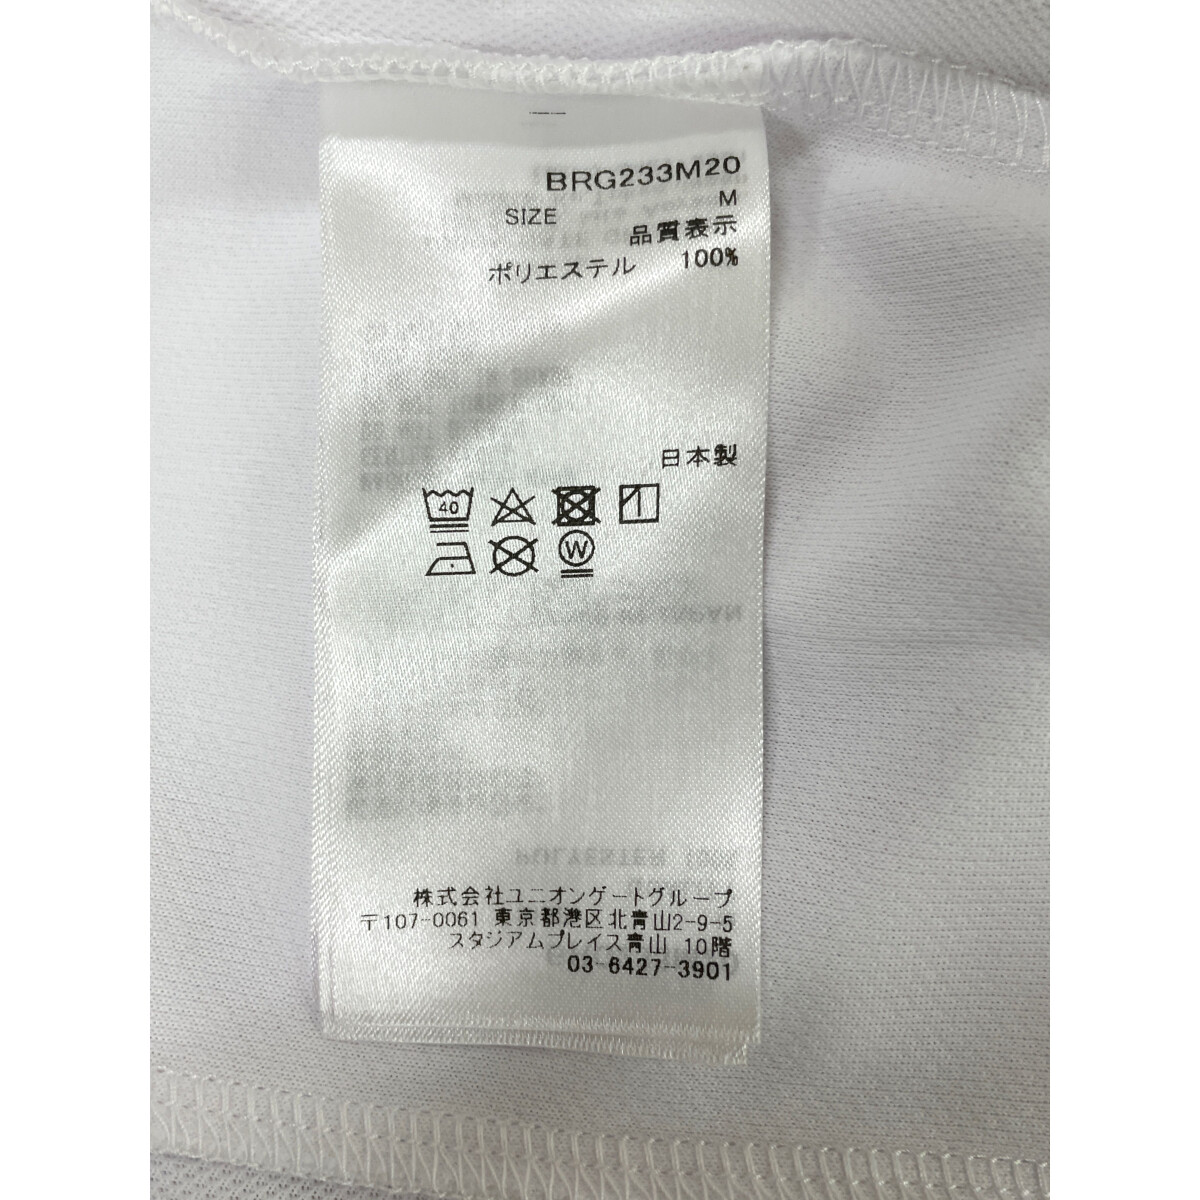 BRG233M20
SIZE M
品質表示
ポリエステル 100%
日本製
40
W
株式会社ユニオンゲートグループ
〒107-0061 東京都港区北青山2-9-5
スタジアムプレイス青山 10階
03-6427-3901